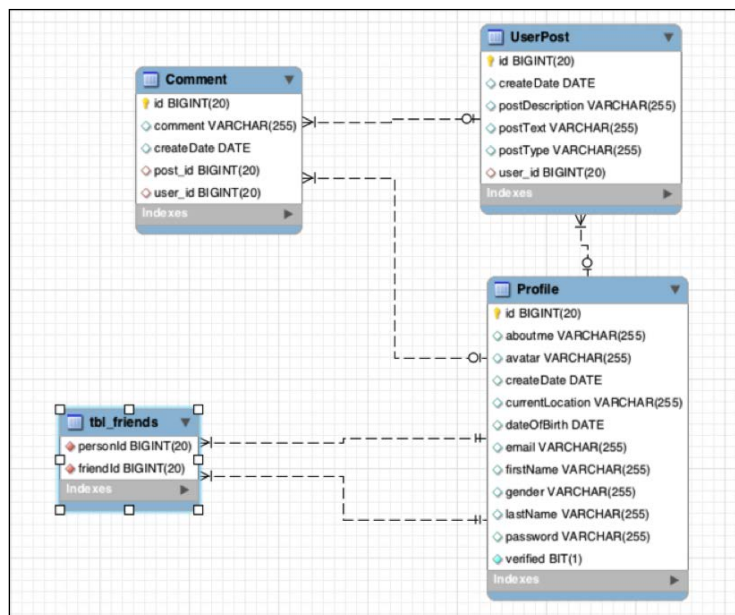 Comment
id BIGINT(20)
comment VARCHAR(255)
createDate DATE
post_id BIGINT(20)
user_id BIGINT(20)
Indexes
UserPost
id BIGINT(20)
createDate DATE
postDescription VARCHAR(255)
postText VARCHAR(255)
postType VARCHAR(255)
user_id BIGINT(20)
Indexes
Profile
id BIGINT(20)
aboutme VARCHAR(255)
avatar VARCHAR(255)
createDate DATE
currentLocation VARCHAR(255)
dateOfBirth DATE
email VARCHAR(255)
firstName VARCHAR(255)
gender VARCHAR(255)
lastName VARCHAR(255)
password VARCHAR(255)
verified BIT(1)
Indexes
tbl_friends
personId BIGINT(20)
friendId BIGINT(20)
Indexes